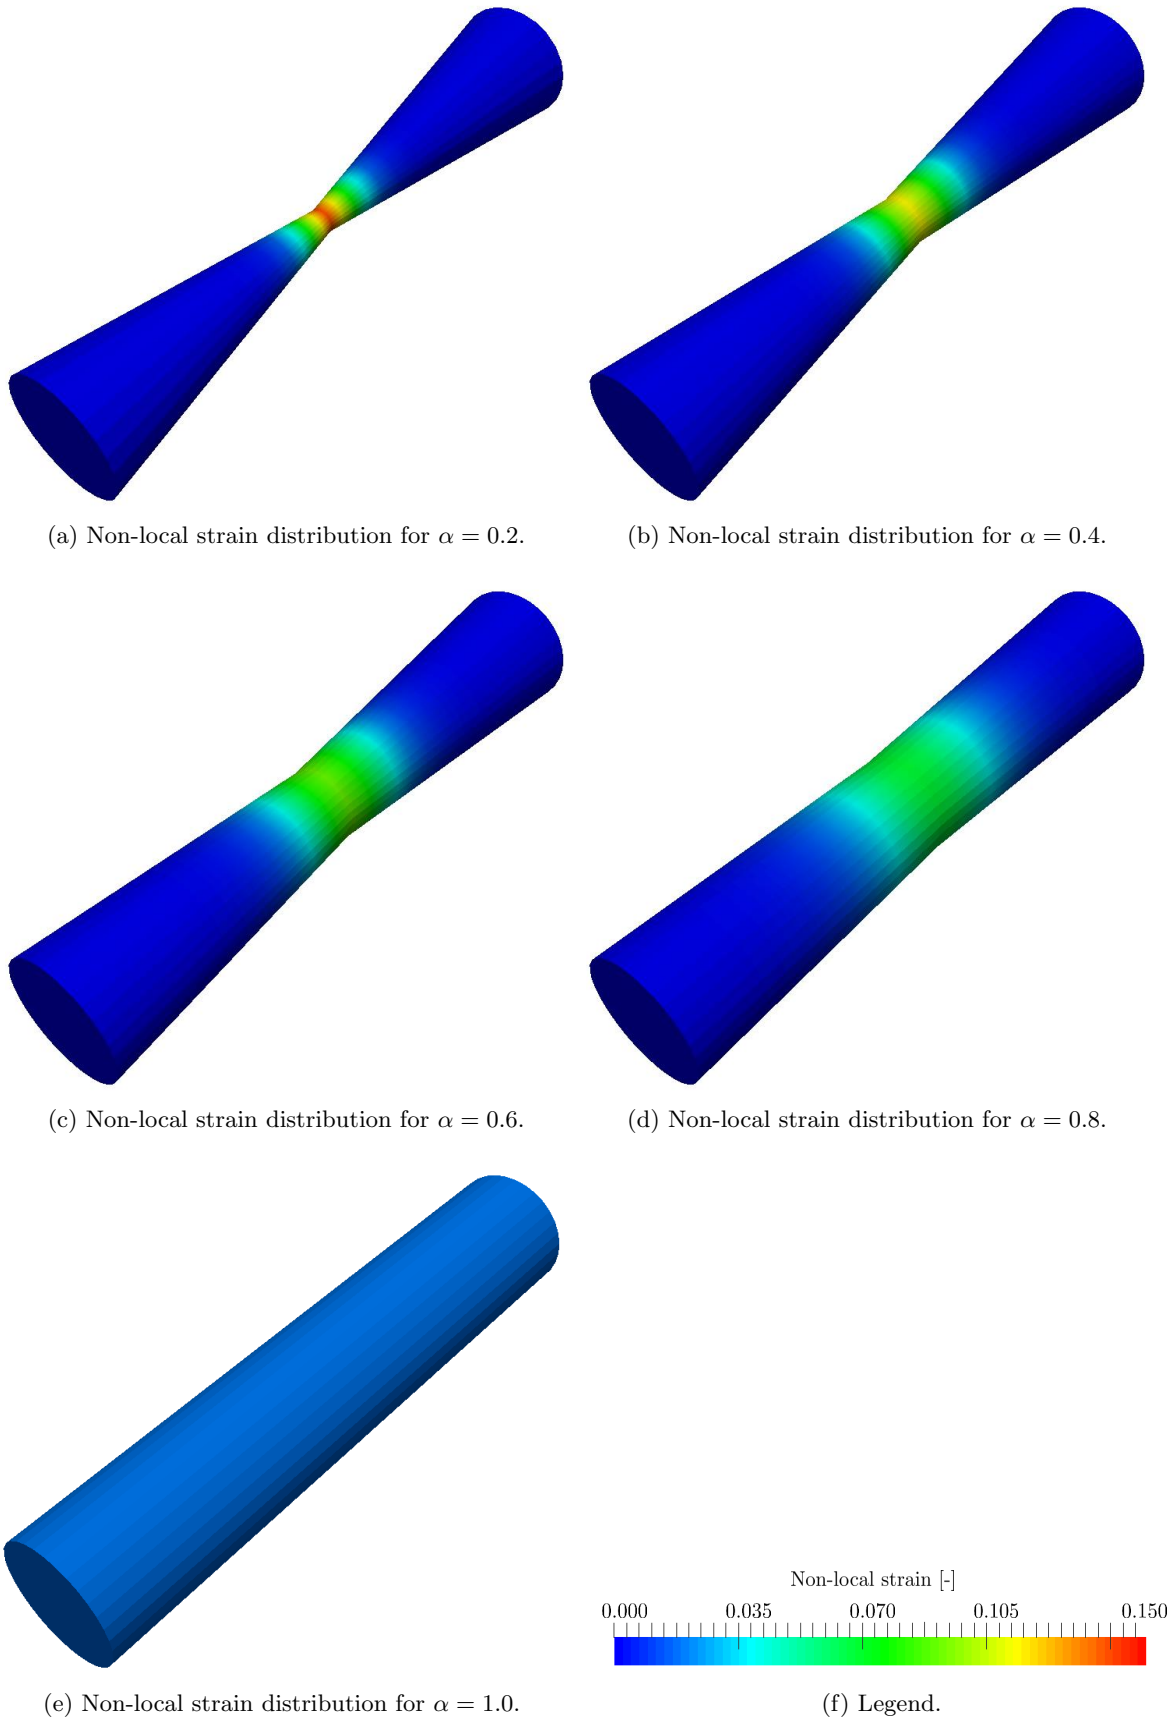 (a) Non-local strain distribution for α = 0.2.
(b) Non-local strain distribution for α = 0.4.
(c) Non-local strain distribution for α = 0.6.
(d) Non-local strain distribution for α = 0.8.
Non-local strain [-]
0.000 0.035 0.070 0.105 0.150
(e) Non-local strain distribution for α = 1.0.
(f) Legend.